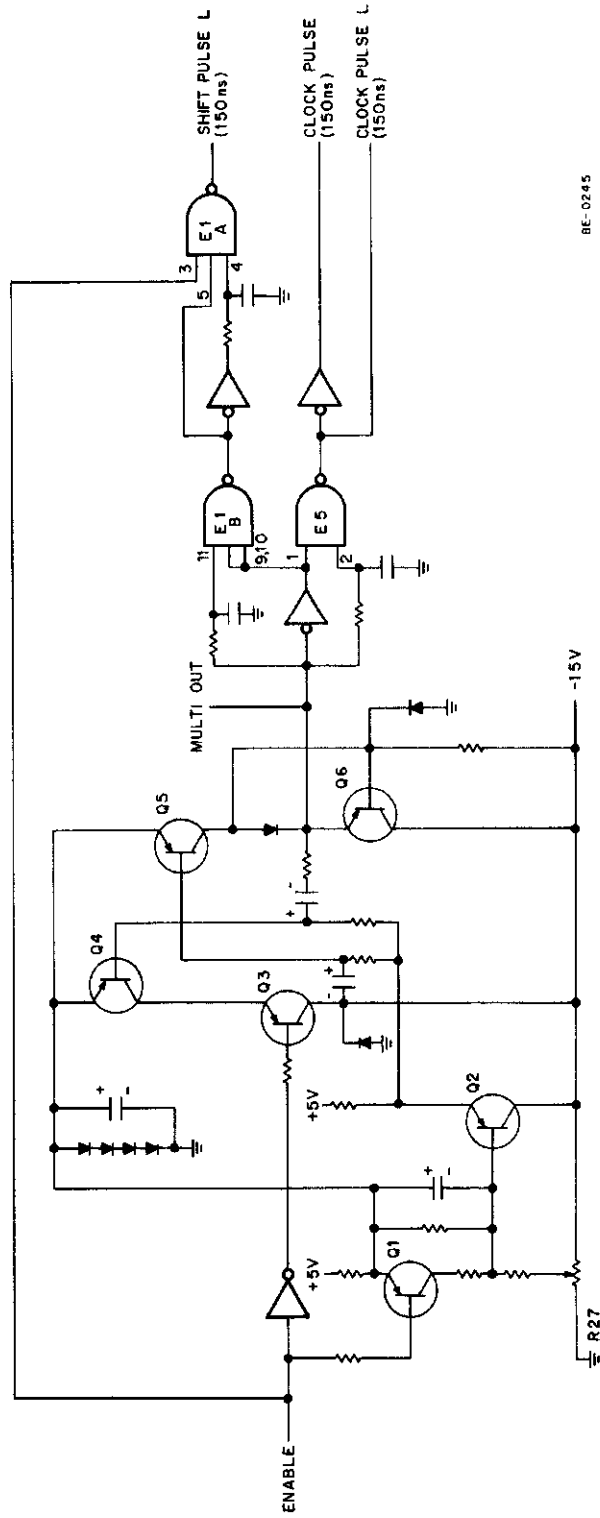 SHIFT PULSE L
(150ns)
E1
A
3
5
4
CLOCK PULSE
(150ns)
CLOCK PULSE L
(150ns)
E1
B
11
9,10
E5
1
2
MULTI OUT
Q5
Q6
Q4
Q3
Q2
Q1
+5V
+5V
-15V
R27
ENABLE
+
-
+
-
+
-
+
-
BE-0245